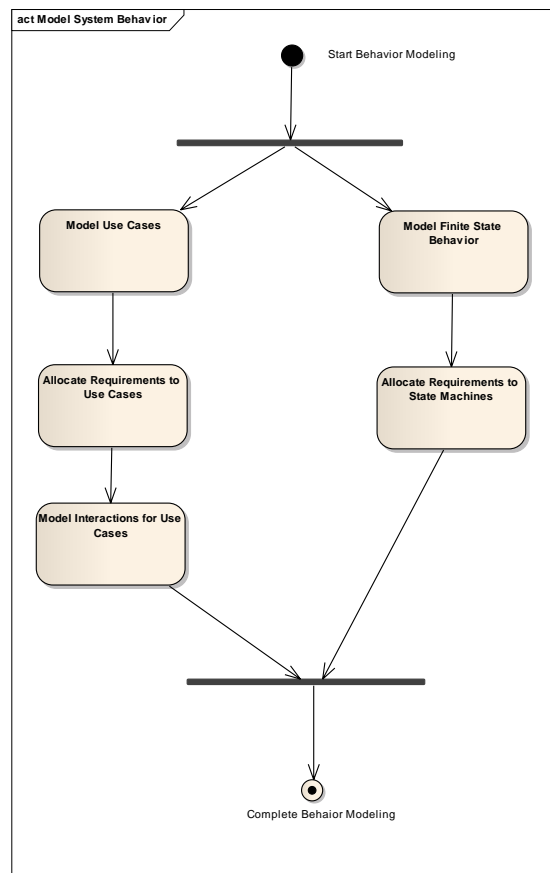 act Model System Behavior
Start Behavior Modeling
Model Use Cases
Model Finite State
Behavior
Allocate Requirements to
Use Cases
Allocate Requirements to
State Machines
Model Interactions for Use
Cases
Complete Behaior Modeling